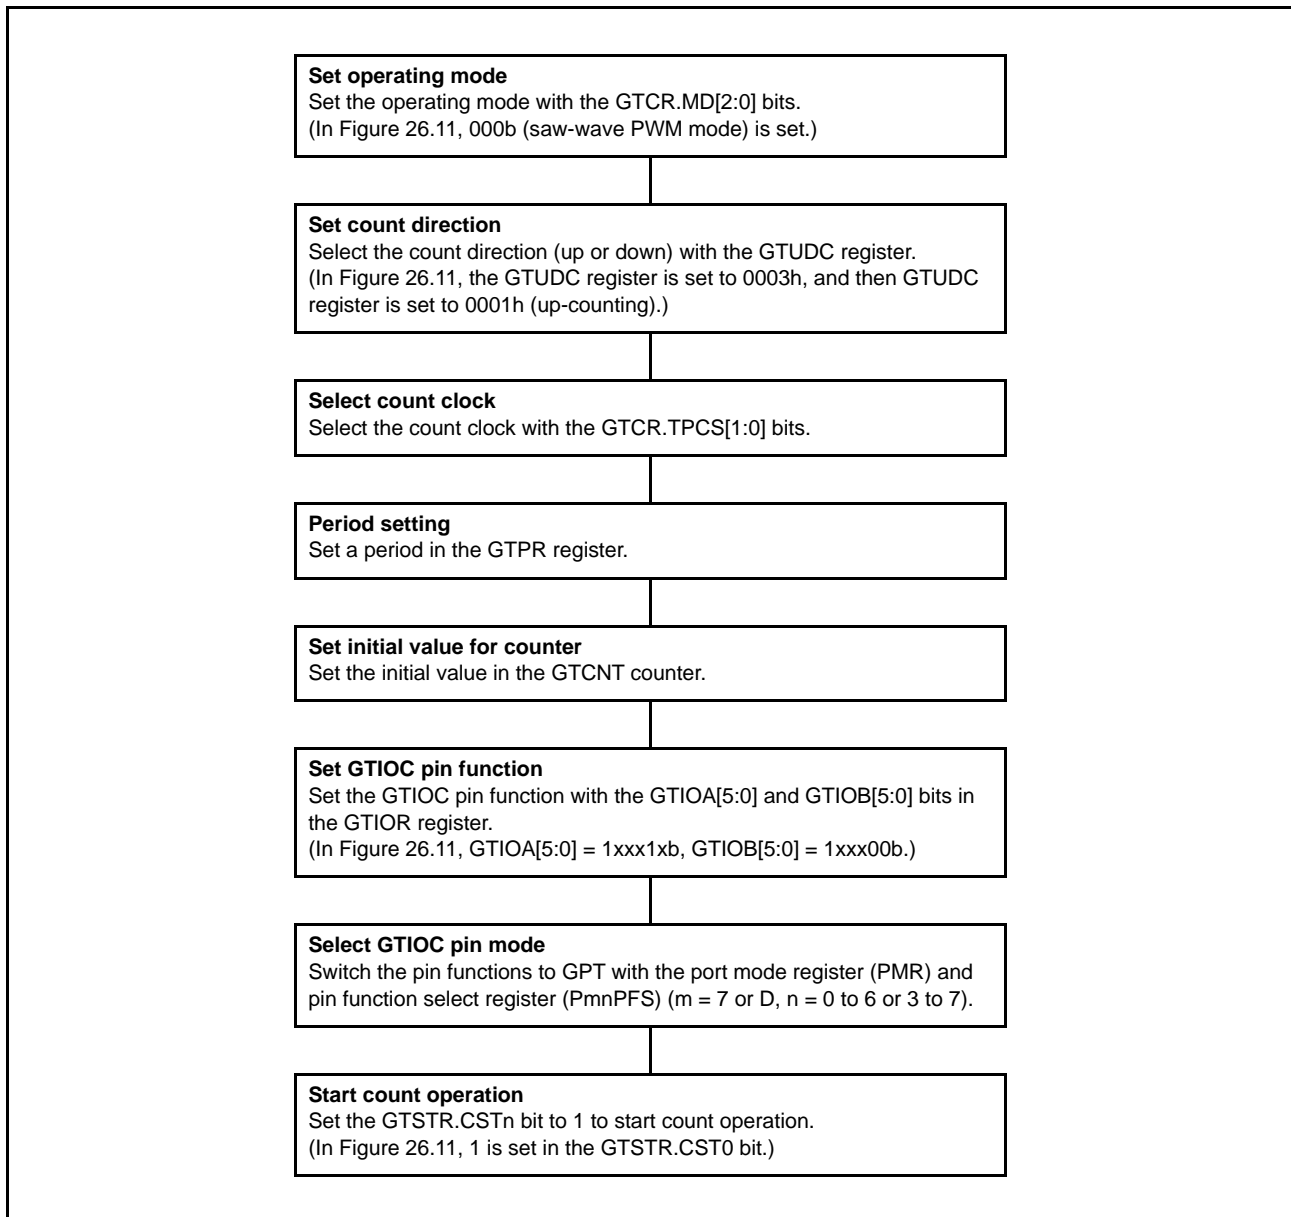 Set operating mode
Set the operating mode with the GTCR.MD[2:0] bits.
(In Figure 26.11, 000b (saw-wave PWM mode) is set.)
Set count direction
Select the count direction (up or down) with the GTUDC register.
(In Figure 26.11, the GTUDC register is set to 0003h, and then GTUDC
register is set to 0001h (up-counting).)
Select count clock
Select the count clock with the GTCR.TPCS[1:0] bits.
Period setting
Set a period in the GTPR register.
Set initial value for counter
Set the initial value in the GTCNT counter.
Set GTIOC pin function
Set the GTIOC pin function with the GTIOA[5:0] and GTIOB[5:0] bits in
the GTIOR register.
(In Figure 26.11, GTIOA[5:0] = 1xxx1xb, GTIOB[5:0] = 1xxx00b.)
Select GTIOC pin mode
Switch the pin functions to GPT with the port mode register (PMR) and
pin function select register (PmnPFS) (m = 7 or D, n = 0 to 6 or 3 to 7).
Start count operation
Set the GTSTR.CSTn bit to 1 to start count operation.
(In Figure 26.11, 1 is set in the GTSTR.CST0 bit.)